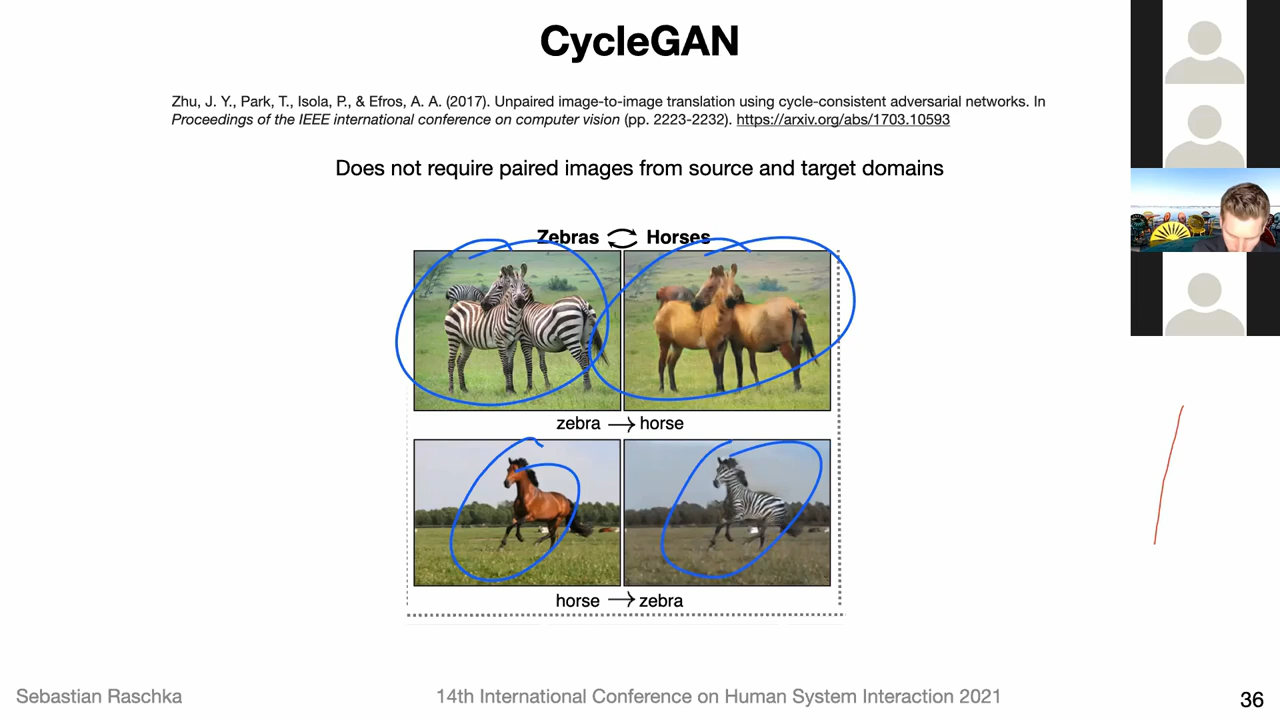 CycleGAN
Zhu, J. Y., Park, T., Isola, P., & Efros, A. A. (2017). Unpaired image-to-image translation using cycle-consistent adversarial networks. In
Proceedings of the IEEE international conference on computer vision (pp. 2223-2232). https://arxiv.org/abs/1703.10593
Does not require paired images from source and target domains
Zebras Horses
zebra → horse
horse → zebra
Sebastian Raschka
14th International Conference on Human System Interaction 2021
36